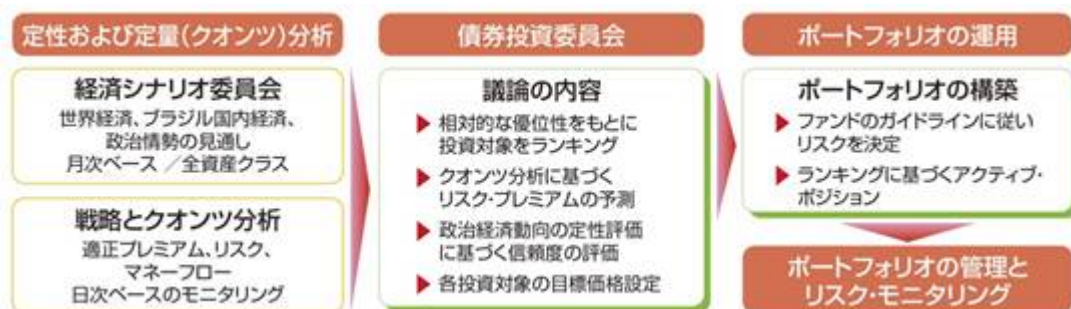 定性および定量(クオンツ)分析
経済シナリオ委員会
世界経済、ブラジル国内経済、
政治情勢の見通し
月次ベース ／全資産クラス
戦略とクオンツ分析
適正プレミアム、リスク、
マネーフロー
日次ベースのモニタリング
債券投資委員会
議論の内容
▶ 相対的な優位性をもとに
投資対象をランキング
▶ クオンツ分析に基づく
リスク・プレミアムの予測
▶ 政治経済動向の定性評価
に基づく信頼度の評価
▶ 各投資対象の目標価格設定
ポートフォリオの運用
ポートフォリオの構築
▶ ファンドのガイドラインに従い
リスクを決定
▶ ランキングに基づくアクティブ・
ポジション
ポートフォリオの管理と
リスク・モニタリング